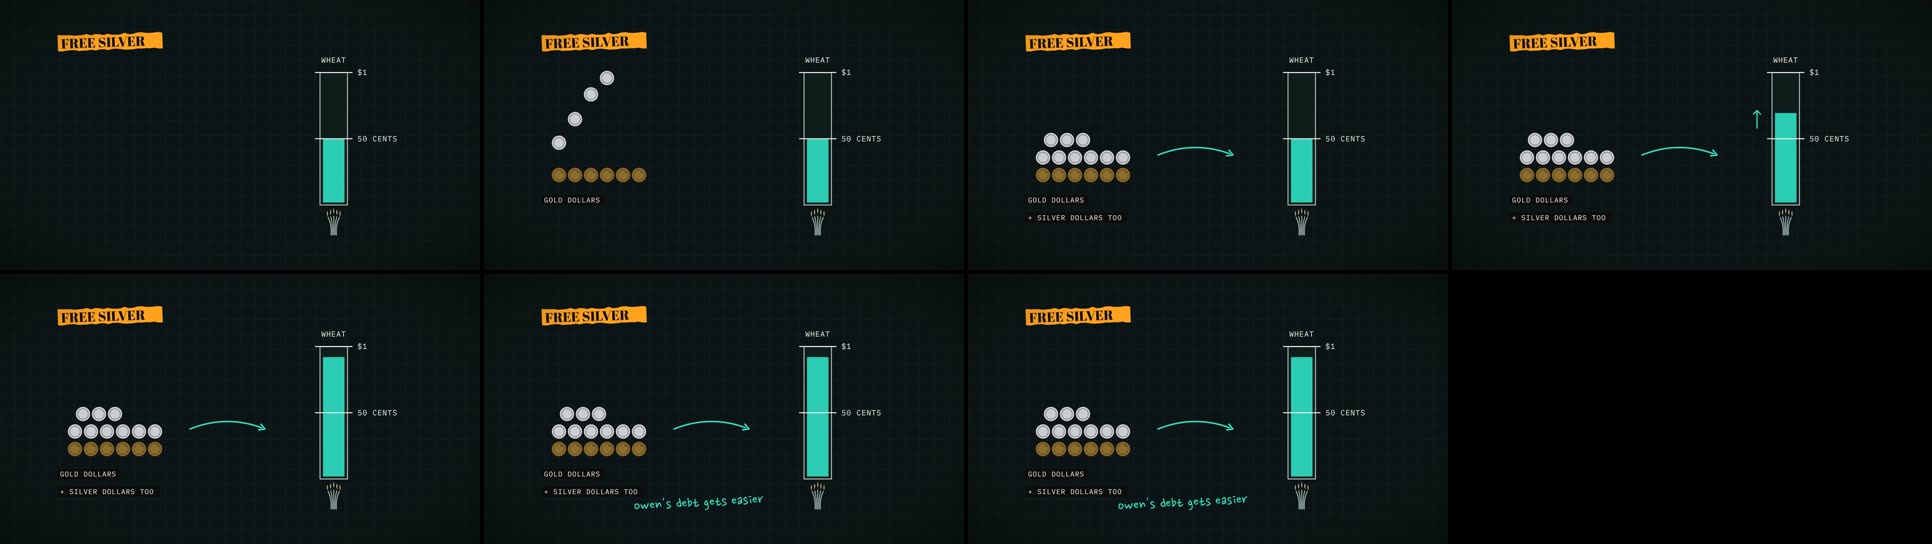 FREE SILVER
WHEAT
$1
50 CENTS
FREE SILVER
WHEAT
$1
50 CENTS
GOLD DOLLARS
FREE SILVER
WHEAT
$1
50 CENTS
GOLD DOLLARS
+ SILVER DOLLARS TOO
FREE SILVER
WHEAT
$1
50 CENTS
GOLD DOLLARS
+ SILVER DOLLARS TOO
FREE SILVER
WHEAT
$1
50 CENTS
GOLD DOLLARS
+ SILVER DOLLARS TOO
FREE SILVER
WHEAT
$1
50 CENTS
GOLD DOLLARS
+ SILVER DOLLARS TOO
owen's debt gets easier
FREE SILVER
WHEAT
$1
50 CENTS
GOLD DOLLARS
+ SILVER DOLLARS TOO
owen's debt gets easier